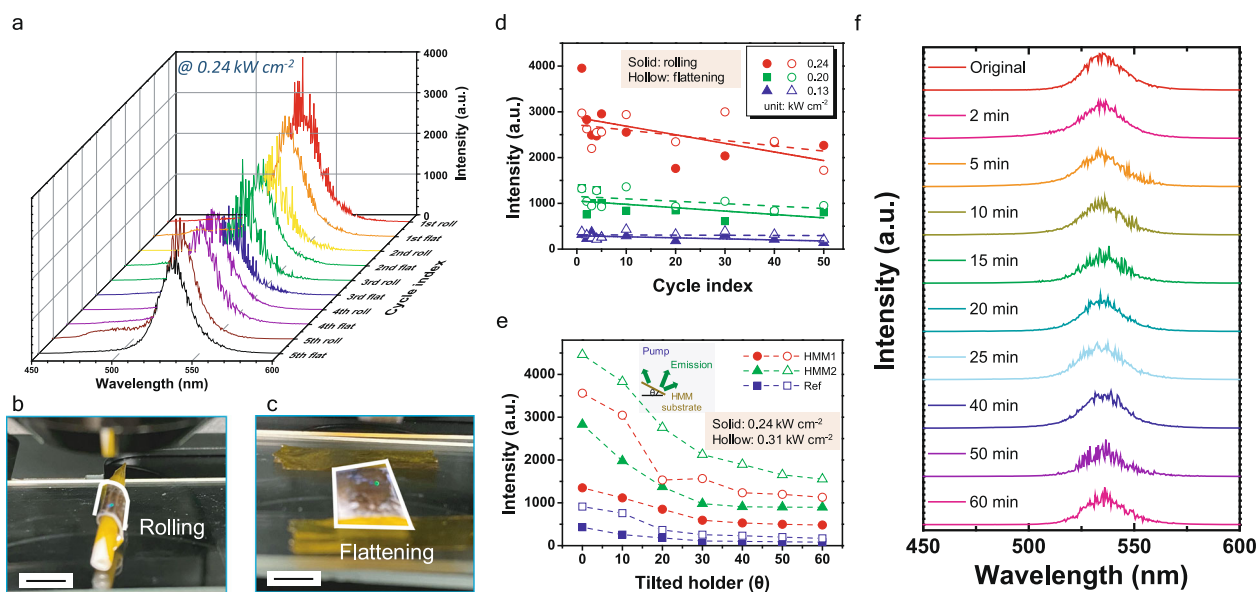 a
@ 0.24 kW cm⁻²
4000
3000
2000
1000
0
Intensity (a.u.)
1st roll
1st flat
2nd roll
2nd flat
3rd roll
3rd flat
4th roll
4th flat
5th roll
5th flat
Cycle index
450
500
550
600
Wavelength (nm)
b
Rolling
c
Flattening
d
Solid: rolling
Hollow: flattening
0.24
0.20
0.13
unit: kW cm⁻²
4000
3000
2000
1000
0
Intensity (a.u.)
0 10 20 30 40 50
Cycle index
e
Pump
Emission
θ
HMM
substrate
HMM1
HMM2
Ref
Solid: 0.24 kW cm⁻²
Hollow: 0.31 kW cm⁻²
4000
3000
2000
1000
0
Intensity (a.u.)
0 10 20 30 40 50 60
Tilted holder (θ)
f
Original
2 min
5 min
10 min
15 min
20 min
25 min
40 min
50 min
60 min
Intensity (a.u.)
450 500 550 600
Wavelength (nm)